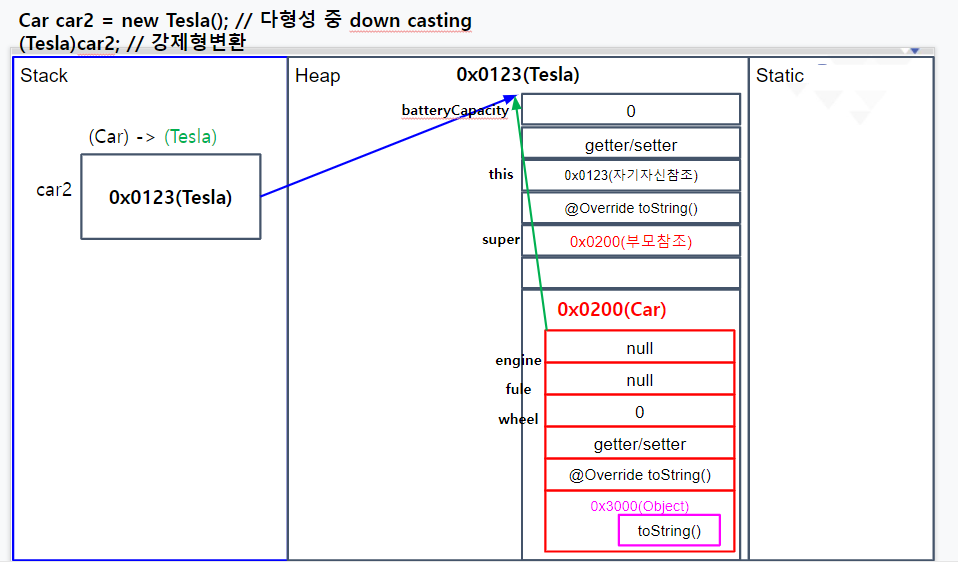 Car car2 = new Tesla(); // 다형성 중 down casting
(Tesla)car2; // 강제형변환
Stack
Heap
0x0123(Tesla)
Static
batteryCapacity
0
(Car) -> (Tesla)
getter/setter
this
0x0123(자기자신참조)
car2
0x0123(Tesla)
@Override toString()
super
0x0200(부모참조)
0x0200(Car)
engine
null
fule
null
wheel
0
getter/setter
@Override toString()
0x3000(Object)
toString()